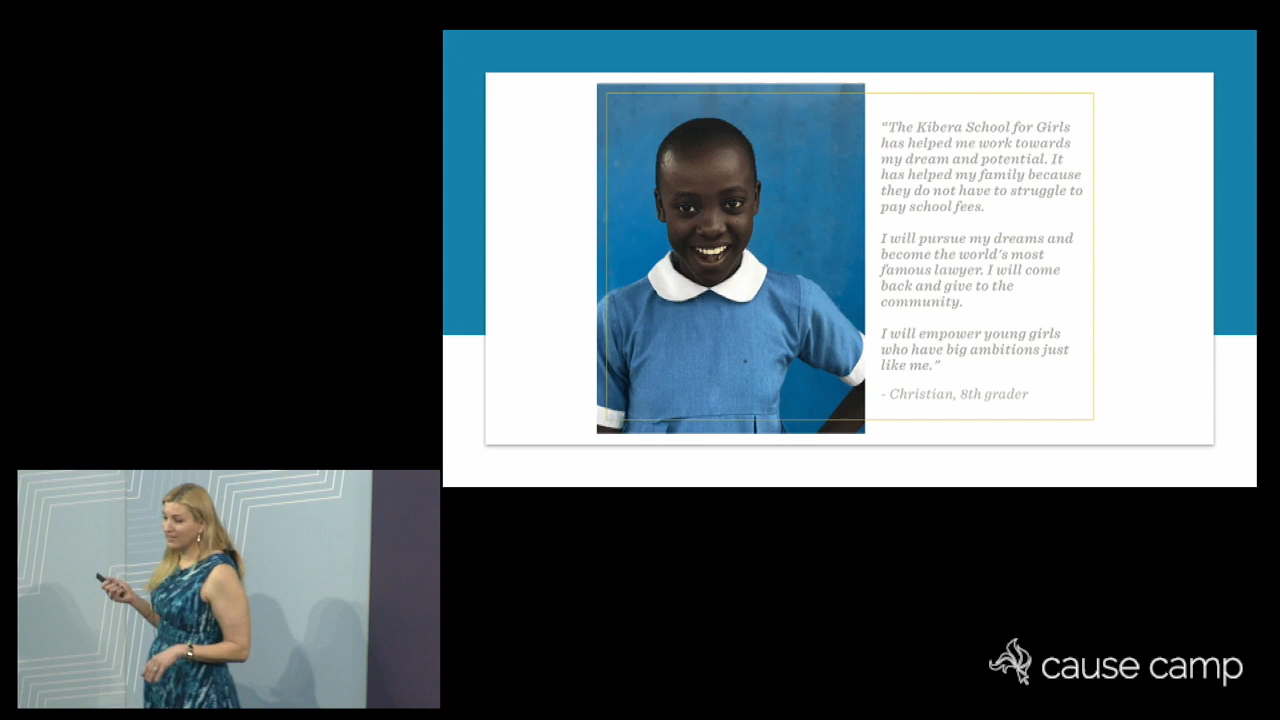 “The Kibera School for Girls
has helped me work towards
my dream and potential. It
has helped my family because
they do not have to struggle to
pay school fees.
I will pursue my dreams and
become the world's most
famous lawyer. I will come
back and give to the
community.
I will empower young girls
who have big ambitions just
like me."
- Christian, 8th grader
cause camp